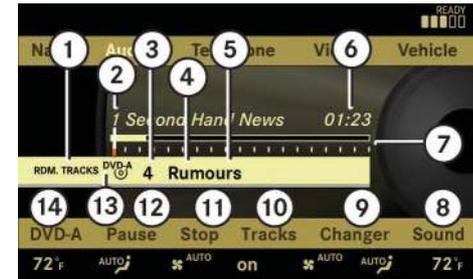 READY
Na Aud Te one Vi Vehicle
1 3 4 5 6
2
1 Second Hand News 01:23
7
RDM. TRACKS DVD-A 4 Rumours
14 13 12 11 10 9 8
DVD-A Pause Stop Tracks Changer Sound
72°F AUTO AUTO on AUTO AUTO 72°F